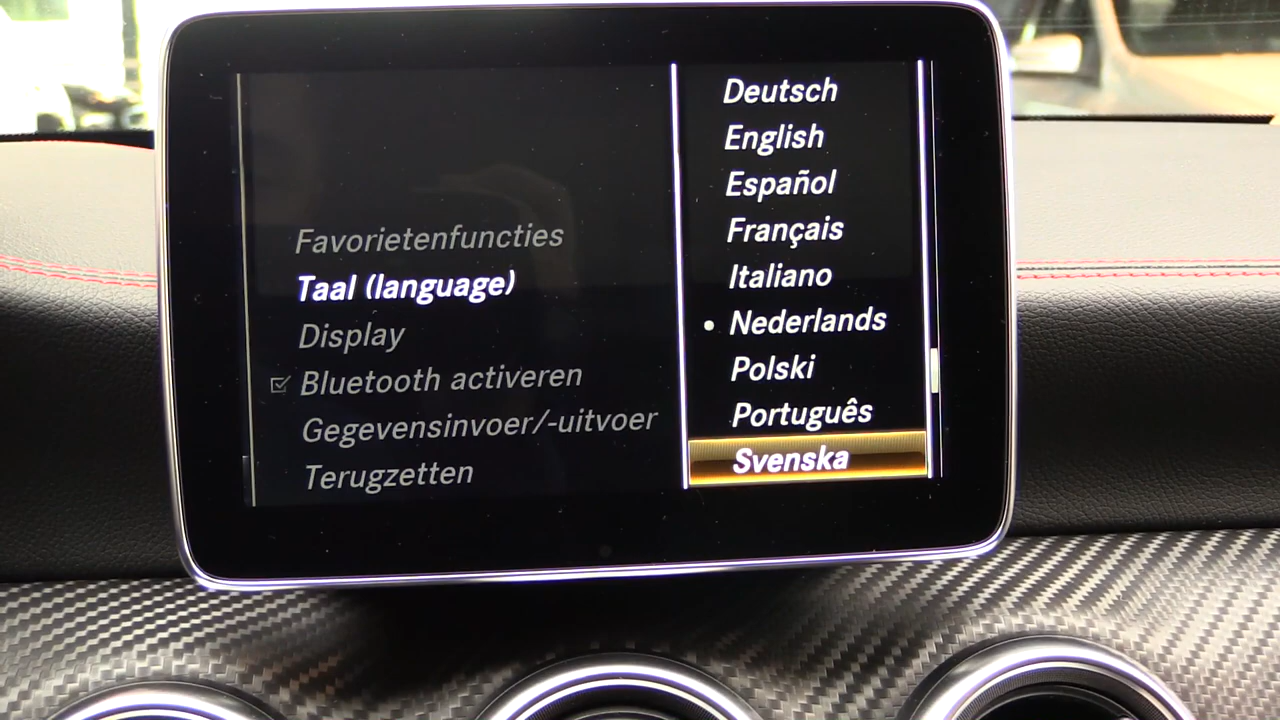 Favorietenfuncties
Taal (language)
Display
Bluetooth activeren
Gegevensinvoer/-uitvoer
Terugzetten
Deutsch
English
Español
Français
Italiano
Nederlands
Polski
Português
Svenska